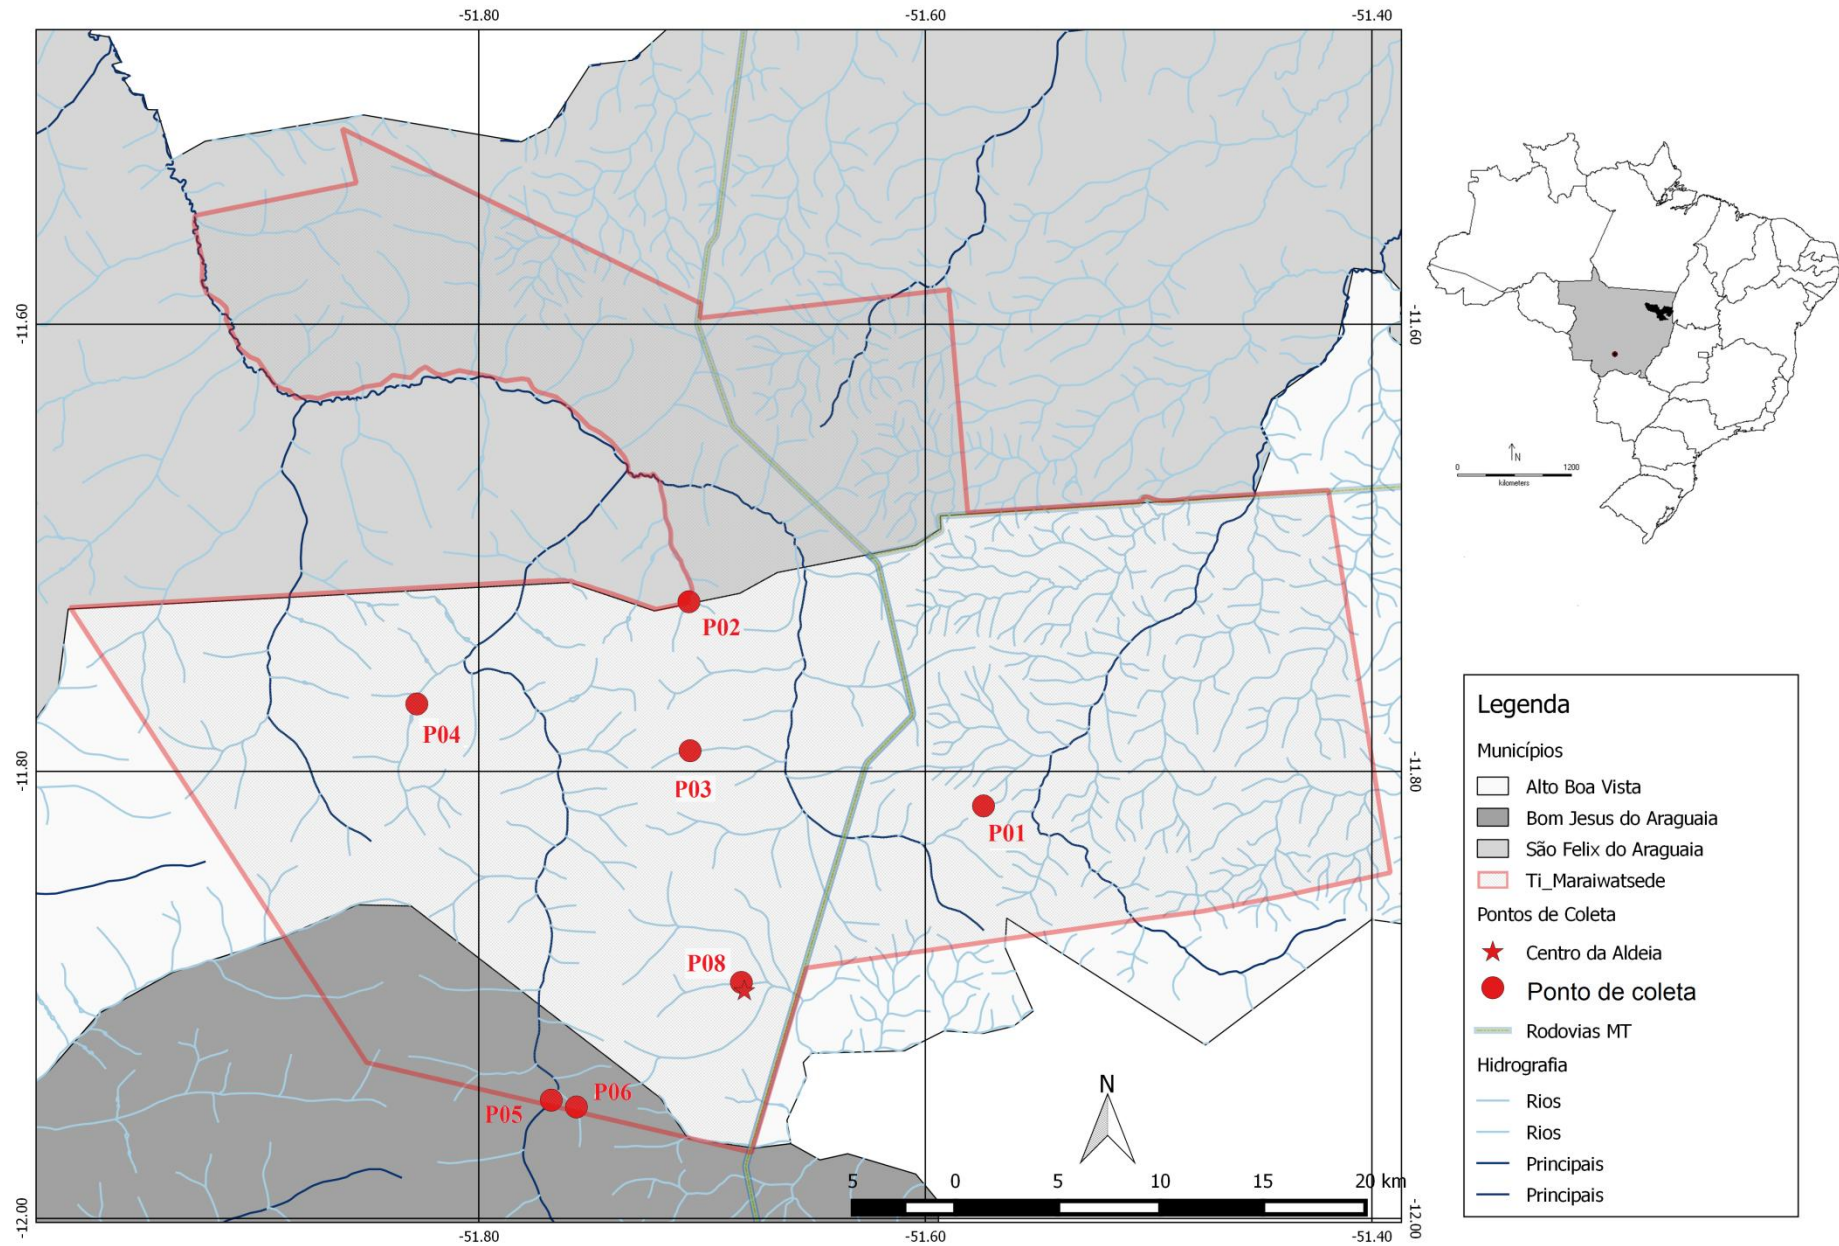 -51.80
-51.60
-51.40
-11.60
-11.60
P02
P04
P03
-11.80
-11.80
P01
P08
P05
P06
N
5
0
5
10
15
20 km
-12.00
-12.00
-51.80
-51.60
-51.40
N
0
1200
kilometers
Legenda
Municípios
Alto Boa Vista
Bom Jesus do Araguaia
São Felix do Araguaia
Ti_Maraiwatsede
Pontos de Coleta
Centro da Aldeia
Ponto de coleta
Rodovias MT
Hidrografia
Rios
Rios
Principais
Principais